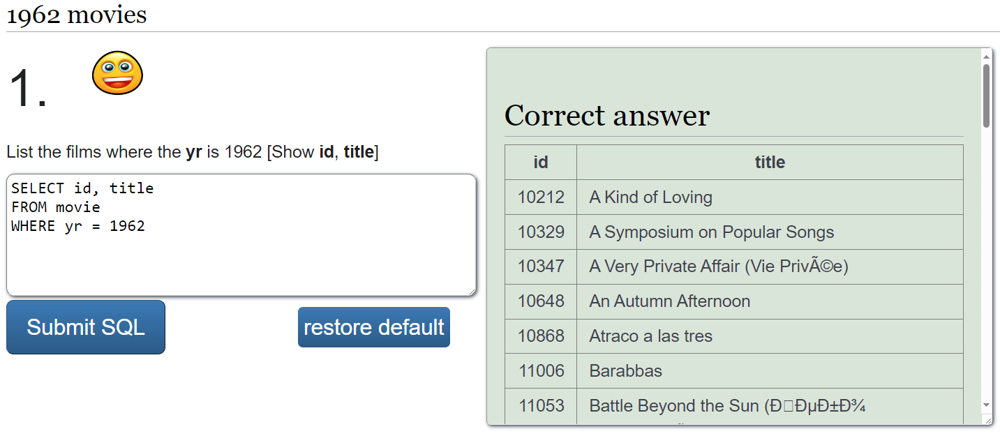 1962 movies
1.
List the films where the yr is 1962 [Show id, title]
SELECT id, title
FROM movie
WHERE yr = 1962
Submit SQL
restore default
Correct answer
id title
10212 A Kind of Loving
10329 A Symposium on Popular Songs
10347 A Very Private Affair (Vie PrivÃ©e)
10648 An Autumn Afternoon
10868 Atraco a las tres
11006 Barabbas
11053 Battle Beyond the Sun (Ð□ÐµÐ±Ð¾